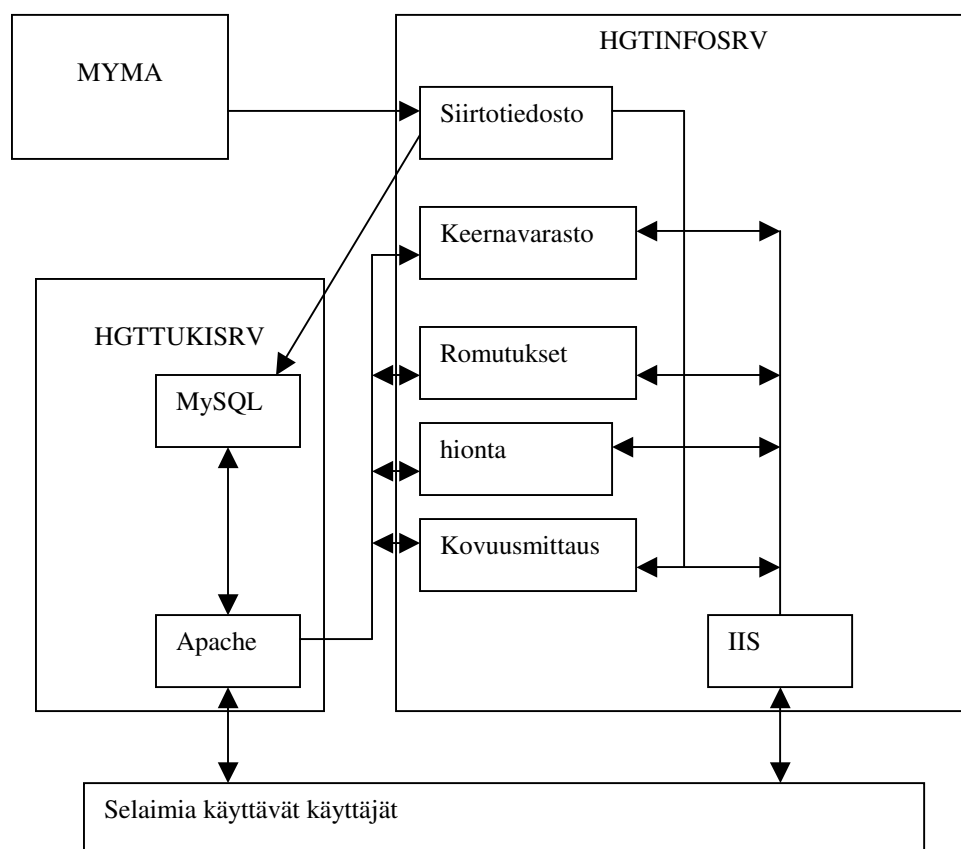 MYMA
HGTINFOSRV
Siirtotiedosto
Keernavarasto
HGTTUKISRV
Romutukset
MySQL
hionta
Kovuusmittaus
Apache
IIS
Selaimia käyttävät käyttäjät